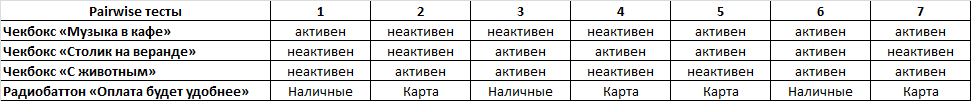 Pairwise тесты 1 2 3 4 5 6 7
Чекбокс «Музыка в кафе» активен неактивен неактивен неактивен активен активен активен
Чекбокс «Столик на веранде» неактивен неактивен активен активен активен активен неактивен
Чекбокс «С животным» неактивен активен активен неактивен неактивен активен активен
Радиобаттон «Оплата будет удобнее» Наличные Карта Наличные Карта Карта Наличные Карта